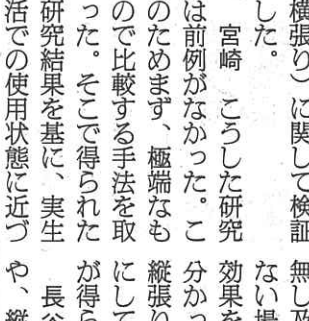 横張り）に関して検証
した。
宮崎　こうした研究
は前例がなかった。こ
のためまず、極端なも
ので比較する手法を取
った。そこで得られた
研究結果を基に、実生
活での使用状態に近づ
無し及
ない場
効果を
分かっ
縦張り
にして
が得ら
長谷
や、縦